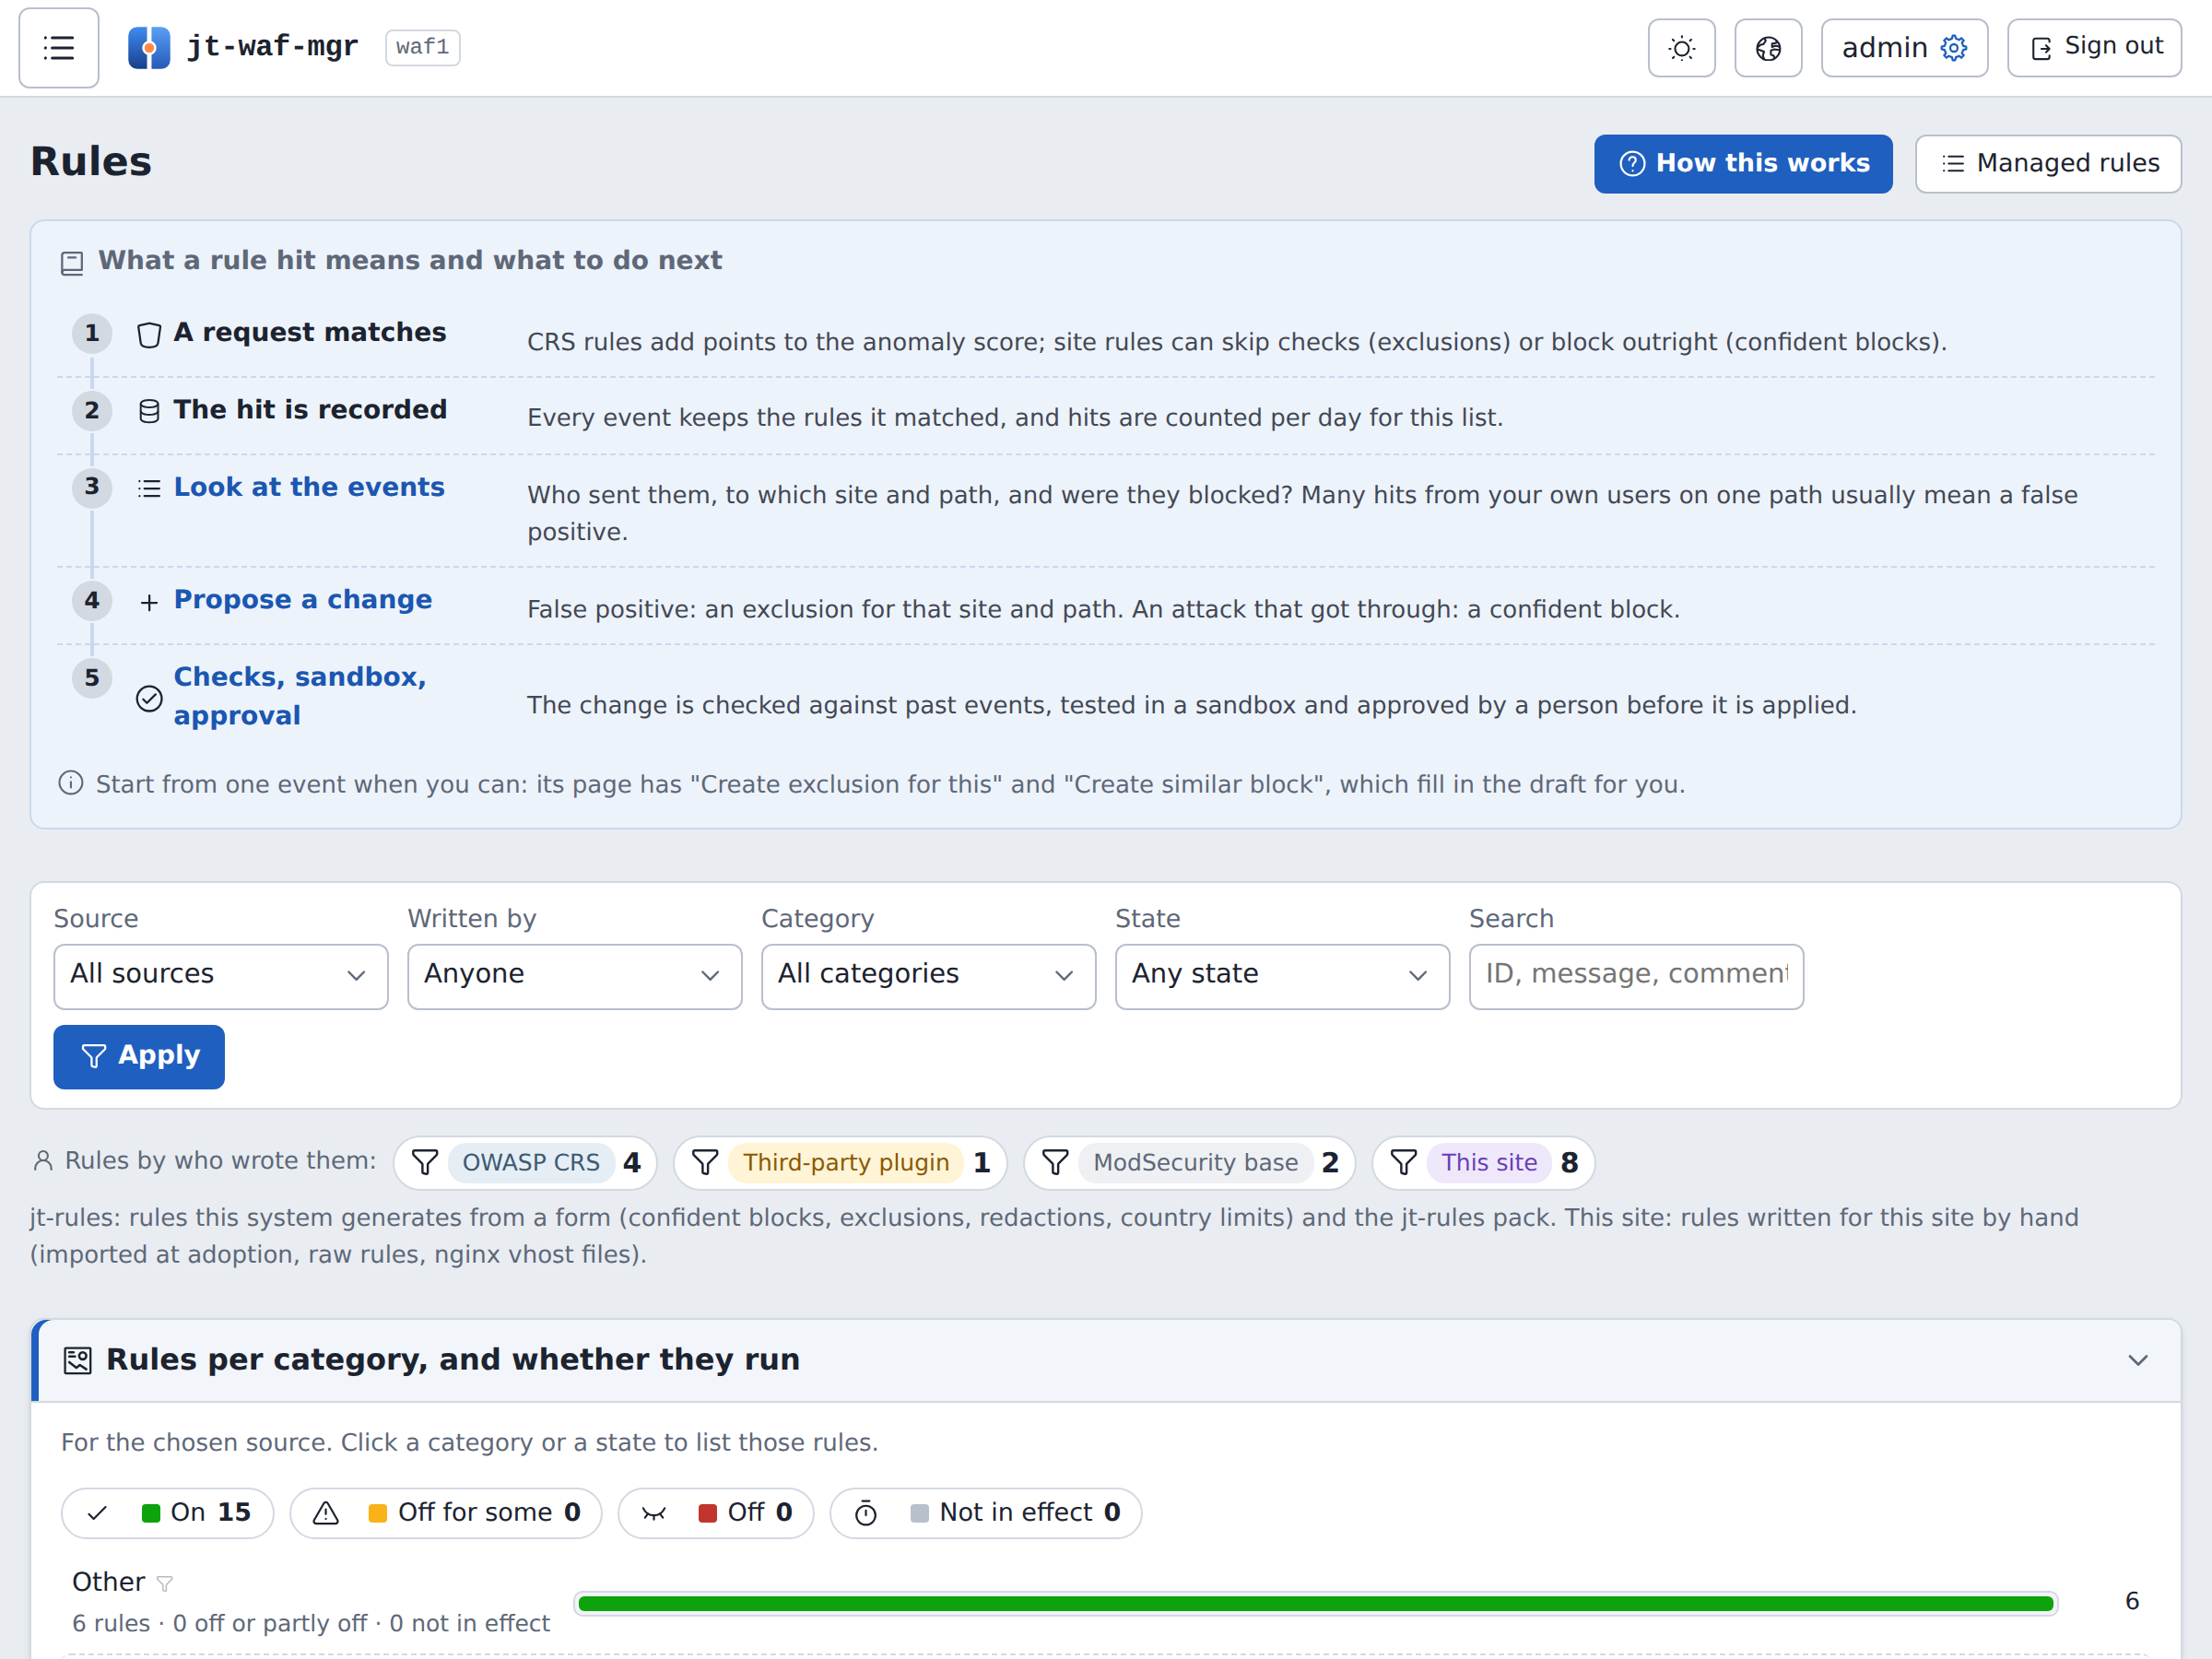 jt-waf-mgr
waf1
admin
Sign out
Rules
How this works
Managed rules
What a rule hit means and what to do next
1 A request matches
CRS rules add points to the anomaly score; site rules can skip checks (exclusions) or block outright (confident blocks).
2 The hit is recorded
Every event keeps the rules it matched, and hits are counted per day for this list.
3 Look at the events
Who sent them, to which site and path, and were they blocked? Many hits from your own users on one path usually mean a false
positive.
4 Propose a change
False positive: an exclusion for that site and path. An attack that got through: a confident block.
5 Checks, sandbox,
approval
The change is checked against past events, tested in a sandbox and approved by a person before it is applied.
Start from one event when you can: its page has "Create exclusion for this" and "Create similar block", which fill in the draft for you.
Source
Written by
Category
State
Search
All sources
Anyone
All categories
Any state
ID, message, comment
Apply
Rules by who wrote them:
OWASP CRS 4
Third-party plugin 1
ModSecurity base 2
This site 8
jt-rules: rules this system generates from a form (confident blocks, exclusions, redactions, country limits) and the jt-rules pack. This site: rules written for this site by hand
(imported at adoption, raw rules, nginx vhost files).
Rules per category, and whether they run
For the chosen source. Click a category or a state to list those rules.
On 15
Off for some 0
Off 0
Not in effect 0
Other
6 rules · 0 off or partly off · 0 not in effect
6